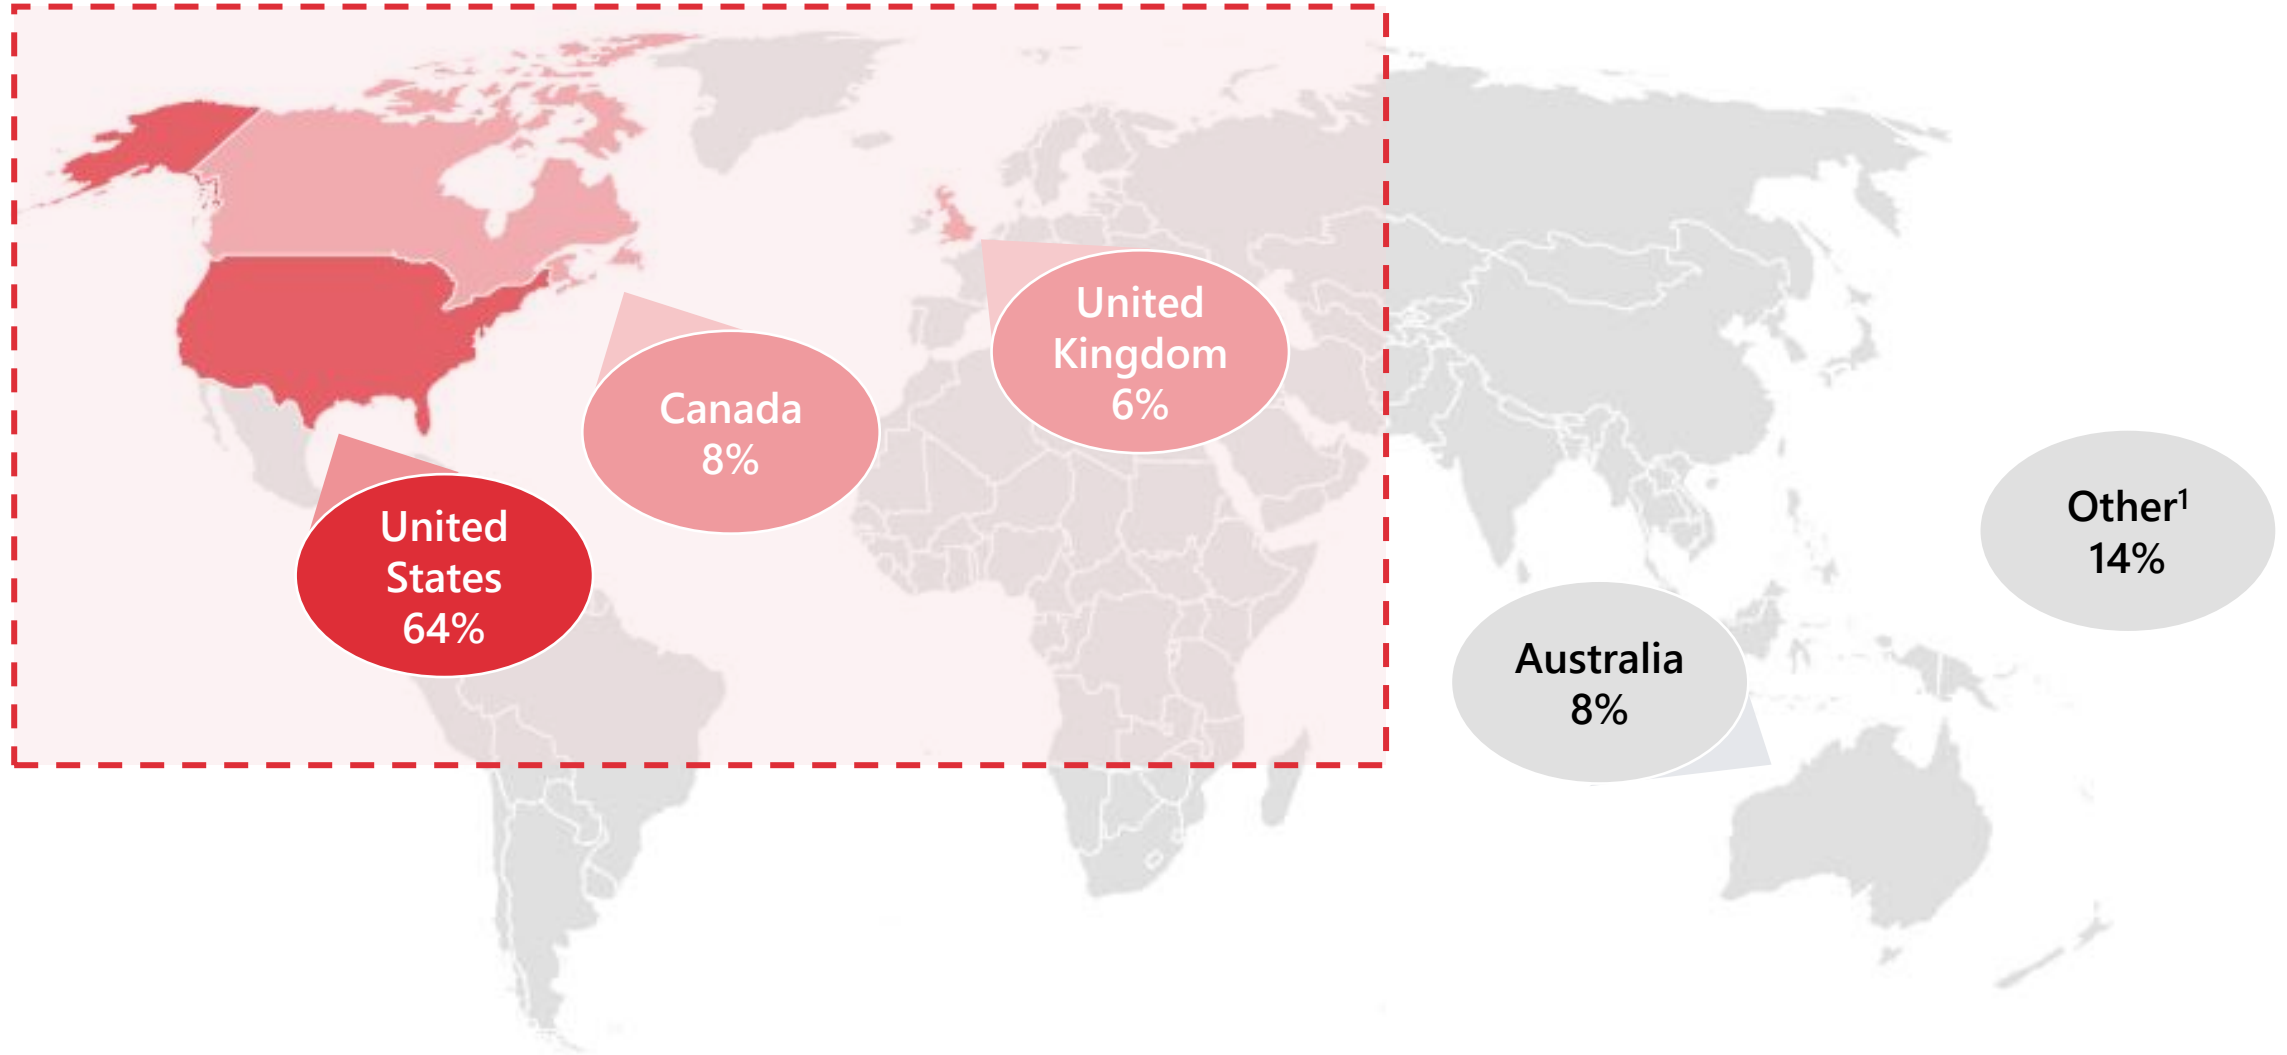 United
Kingdom
6%
Canada
8%
United
States
64%
Other¹
14%
Australia
8%